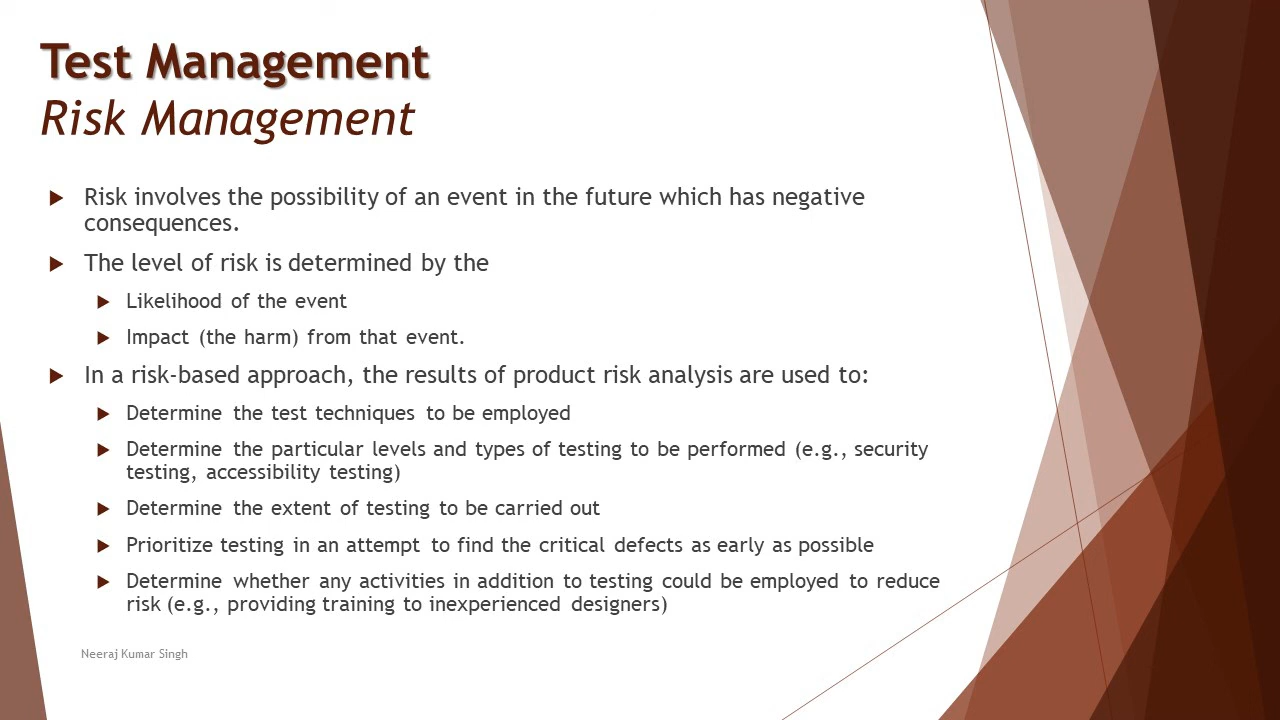 Test Management
Risk Management
Risk involves the possibility of an event in the future which has negative
consequences.
The level of risk is determined by the
Likelihood of the event
Impact (the harm) from that event.
In a risk-based approach, the results of product risk analysis are used to:
Determine the test techniques to be employed
Determine the particular levels and types of testing to be performed (e.g., security
testing, accessibility testing)
Determine the extent of testing to be carried out
Prioritize testing in an attempt to find the critical defects as early as possible
Determine whether any activities in addition to testing could be employed to reduce
risk (e.g., providing training to inexperienced designers)
Neeraj Kumar Singh